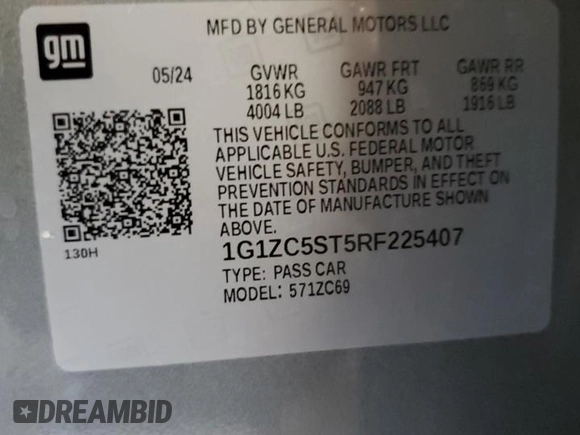 gm
MFD BY GENERAL MOTORS LLC
05/24 GVWR GAWR FRT GAWR RR
1816 KG 947 KG 869 KG
4004 LB 2088 LB 1916 LB
THIS VEHICLE CONFORMS TO ALL
APPLICABLE U.S. FEDERAL MOTOR
VEHICLE SAFETY, BUMPER, AND THEFT
PREVENTION STANDARDS IN EFFECT ON
THE DATE OF MANUFACTURE SHOWN
ABOVE.
130H
1G1ZC5ST5RF225407
TYPE: PASS CAR
MODEL: 571ZC69
DREAMBID